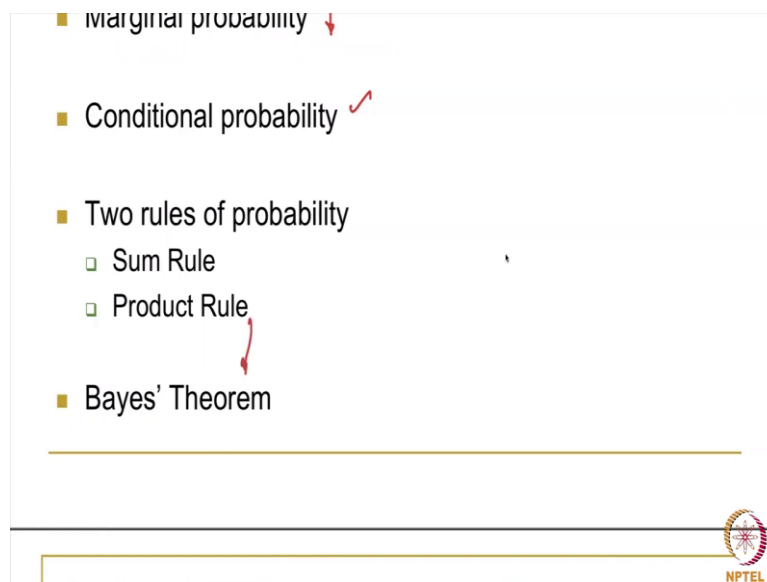 Marginal probability
Conditional probability
Two rules of probability
Sum Rule
Product Rule
Bayes' Theorem
NPTEL